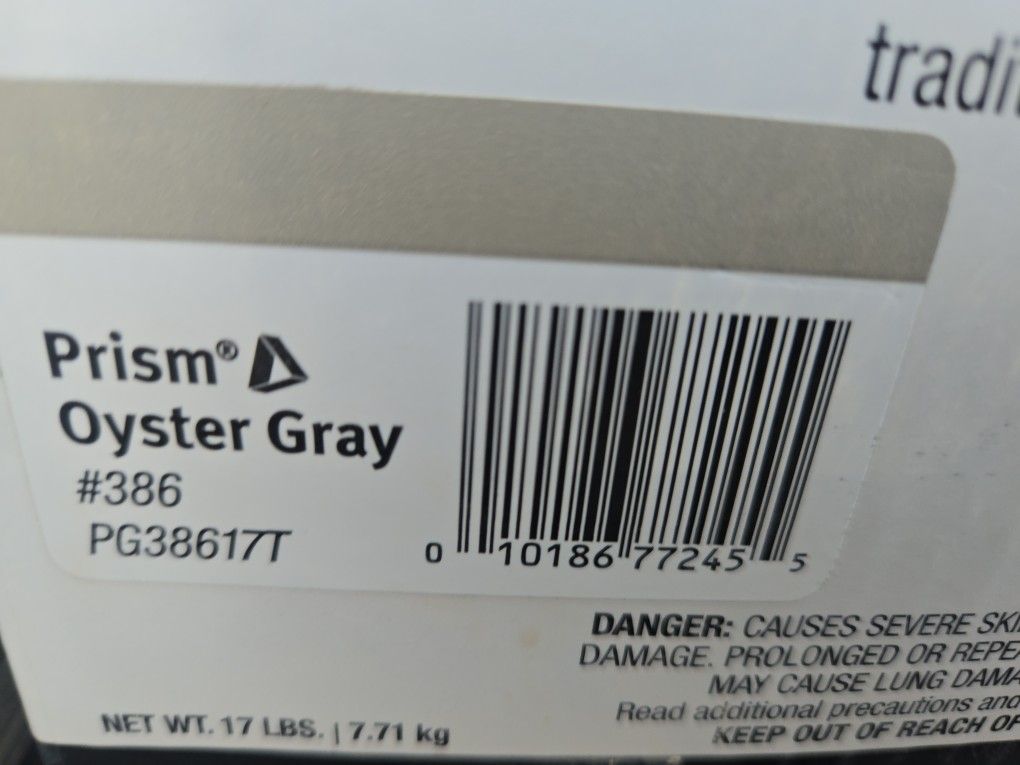 tradi
Prism®
Oyster Gray
#386
PG38617T
0 10186 77245 5
DANGER: CAUSES SEVERE SKI
DAMAGE. PROLONGED OR REPEA
MAY CAUSE LUNG DAMA
Read additional precautions and
KEEP OUT OF REACH OF
NET WT. 17 LBS. | 7.71 kg